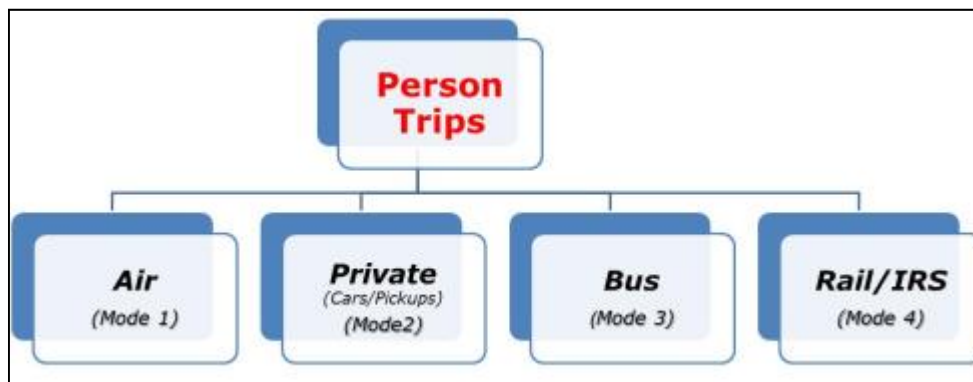 Person
Trips
Air
(Mode 1)
Private
(Cars/Pickups)
(Mode2)
Bus
(Mode 3)
Rail/IRS
(Mode 4)